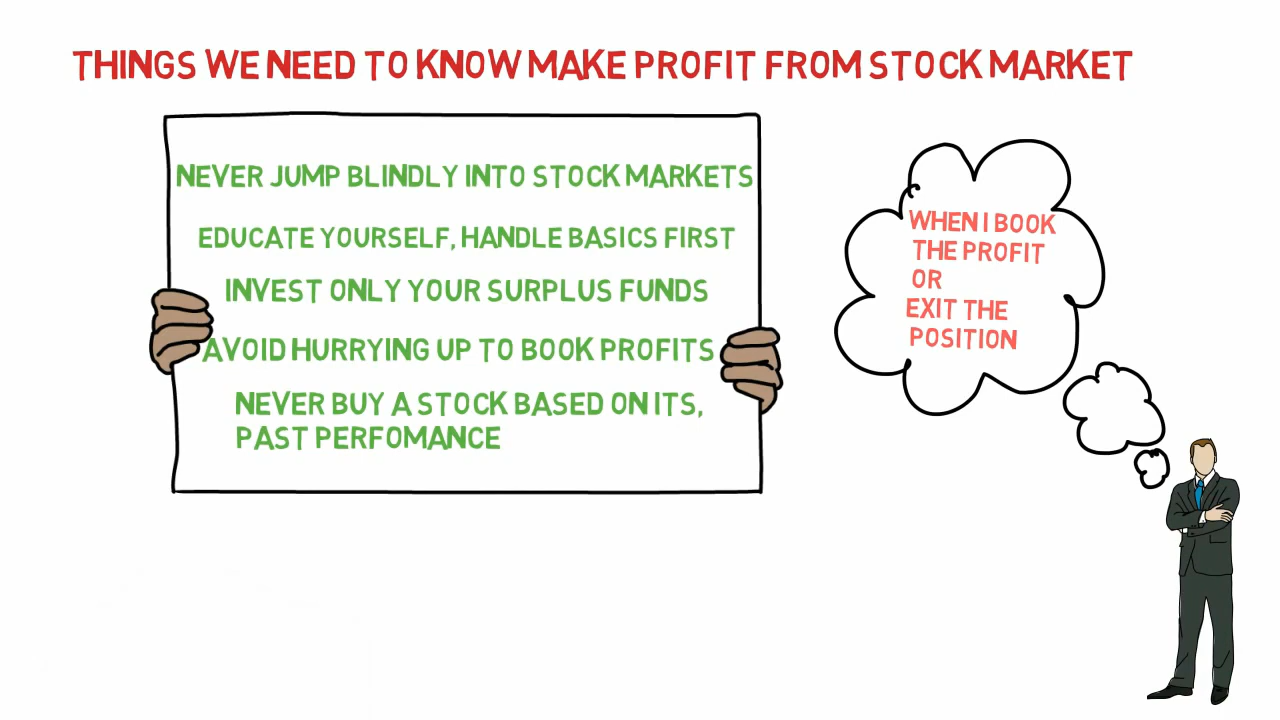 THINGS WE NEED TO KNOW MAKE PROFIT FROM STOCK MARKET
NEVER JUMP BLINDLY INTO STOCK MARKETS
EDUCATE YOURSELF, HANDLE BASICS FIRST
INVEST ONLY YOUR SURPLUS FUNDS
AVOID HURRYING UP TO BOOK PROFITS
NEVER BUY A STOCK BASED ON ITS,
PAST PERFOMANCE
WHEN I BOOK
THE PROFIT
OR
EXIT THE
POSITION